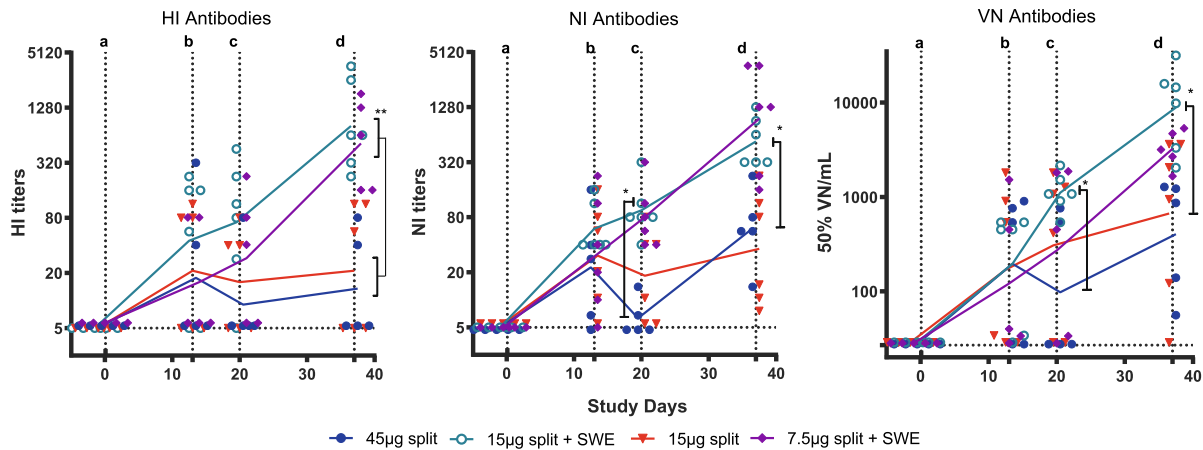 HI Antibodies
NI Antibodies
VN Antibodies
a b c d
a b c d
a b c d
HI titers
5120
1280
320
80
20
5
**
0 10 20 30 40
NI titers
5120
1280
320
80
20
5
*
*
0 10 20 30 40
50% VN/mL
10000
1000
100
*
*
0 10 20 30 40
Study Days
45µg split 15µg split + SWE 15µg split 7.5µg split + SWE